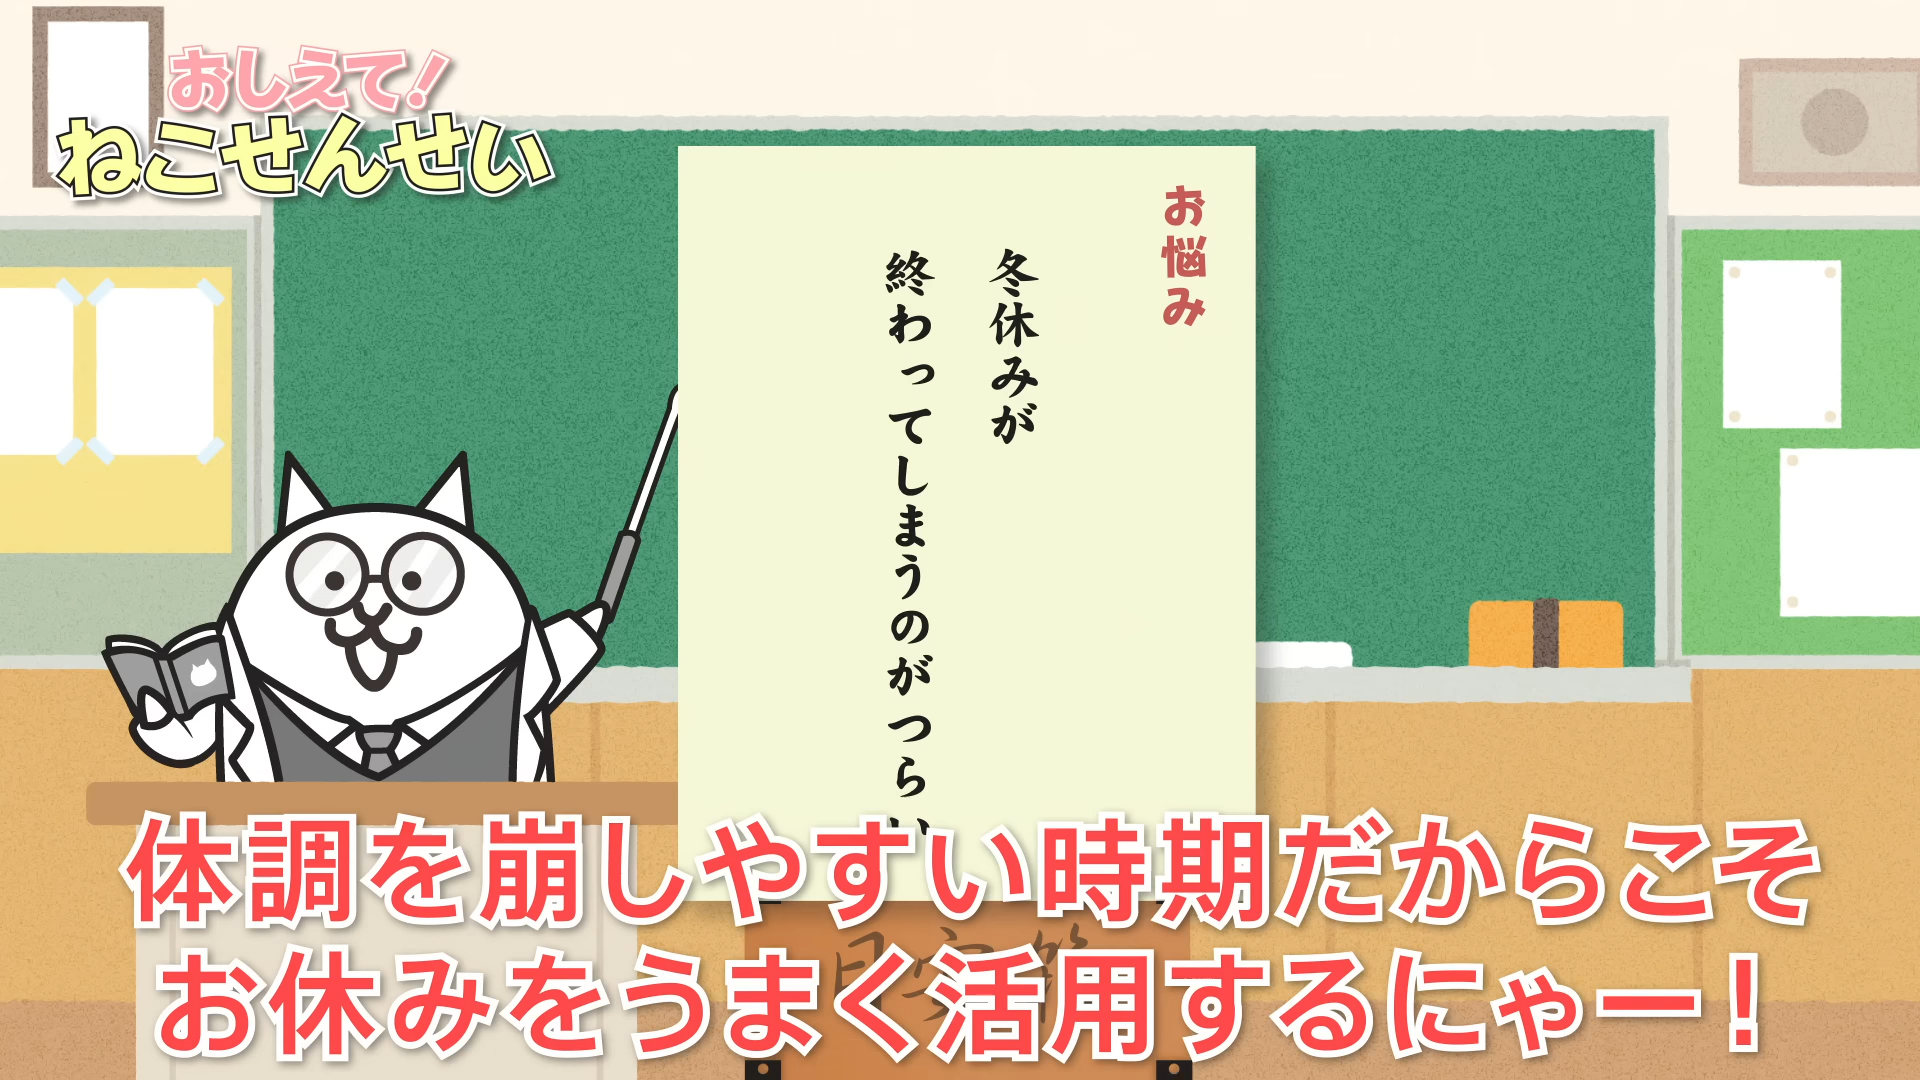 おしえて!
ねこせんせい
お悩み
冬休みが
終わってしまうのがつらい
体調を崩しやすい時期だからこそ
お休みをうまく活用するにゃー!